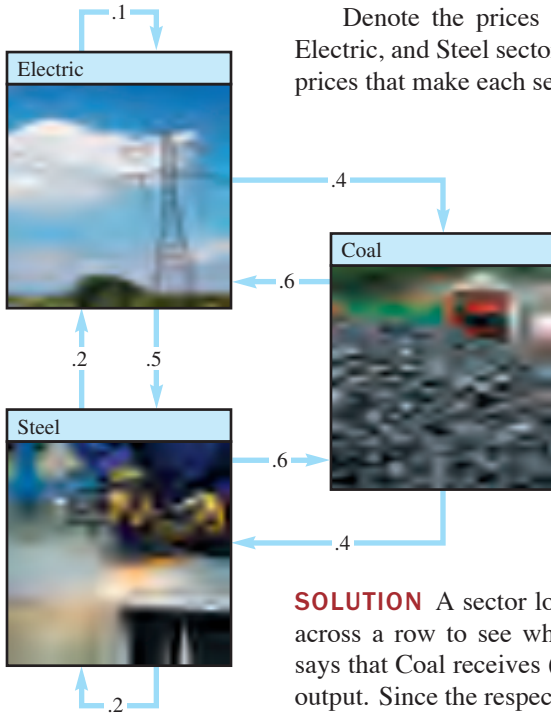 .1
Denote the prices
Electric, and Steel secto
prices that make each se
Electric
.4
Coal
.6
.2
.5
Steel
.6
.4
SOLUTION A sector lo
across a row to see wh
says that Coal receives (
output. Since the respec
.2